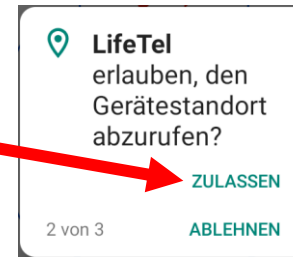 LifeTel
erlauben, den
Gerätestandort
abzurufen?
ZULASSEN
2 von 3 ABLEHNEN